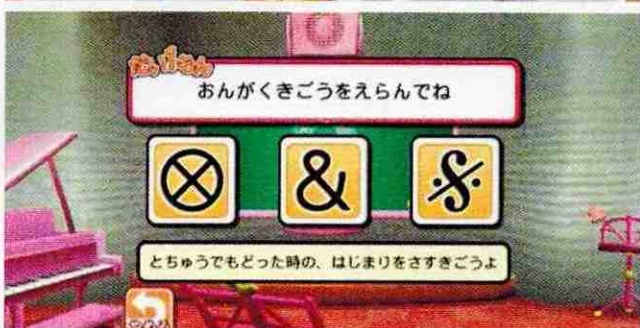 おんがくきごうをえらんでね
&
とちゅうでもどった時の、はじまりをさすきごうよ